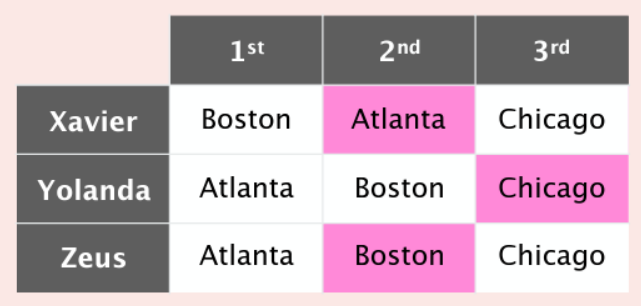 1st 2nd 3rd
Xavier Boston Atlanta Chicago
Yolanda Atlanta Boston Chicago
Zeus Atlanta Boston Chicago